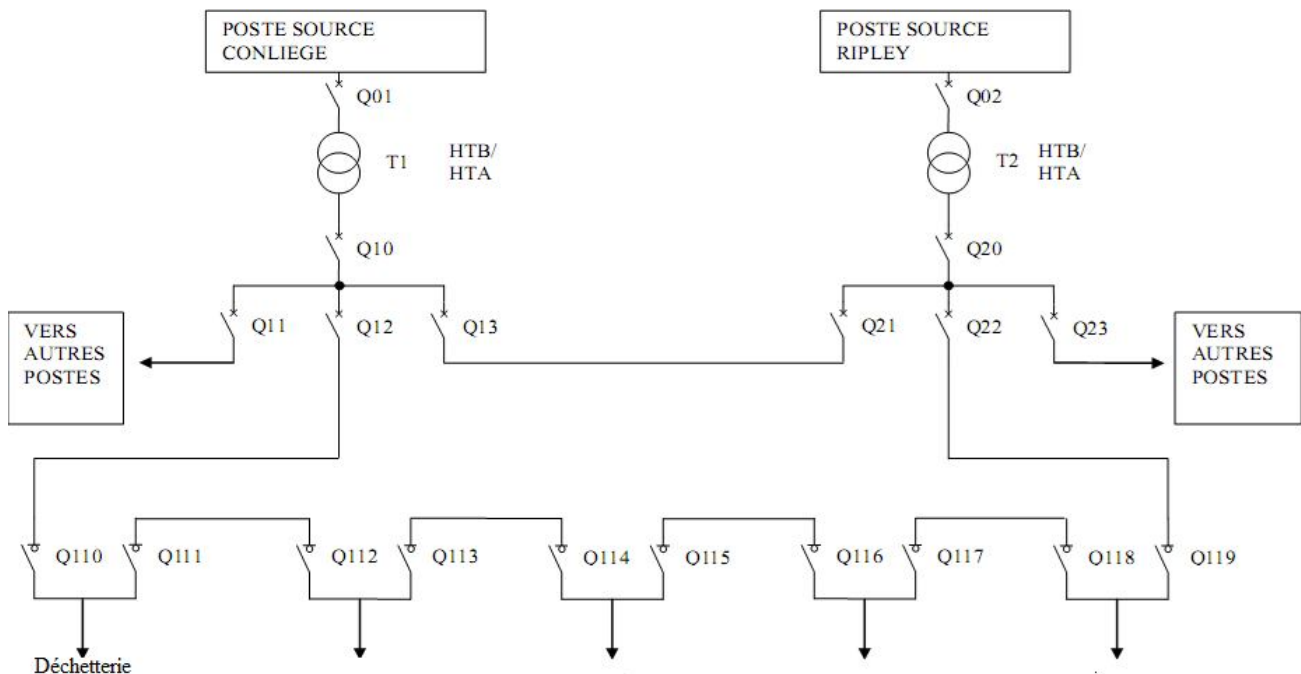 POSTE SOURCE
CONLIEGE
POSTE SOURCE
RIPLEY
Q01
Q02
T1
HTB/
HTA
T2
HTB/
HTA
Q10
Q20
Q11
Q12
Q13
Q21
Q22
Q23
VERS
AUTRES
POSTES
VERS
AUTRES
POSTES
Q110
Q111
Q112
Q113
Q114
Q115
Q116
Q117
Q118
Q119
Déchetterie